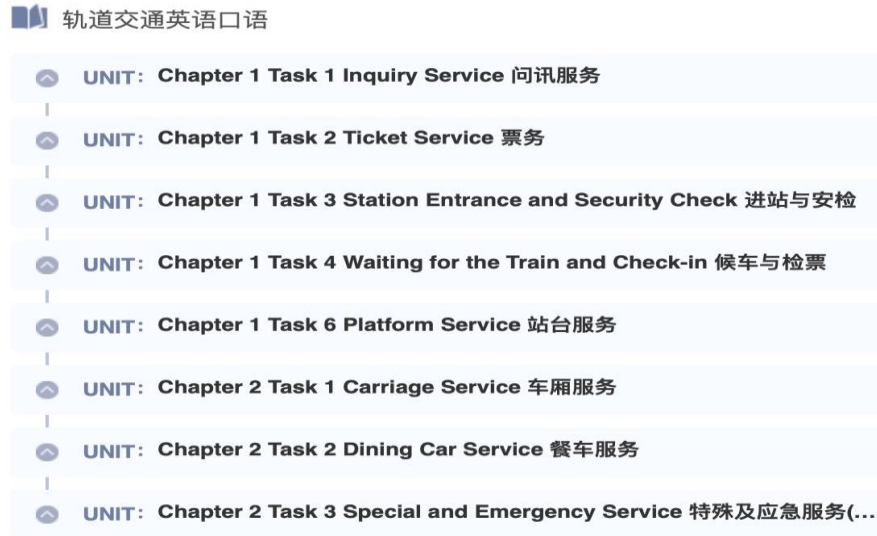 轨道交通英语口语
UNIT: Chapter 1 Task 1 Inquiry Service 问讯服务
UNIT: Chapter 1 Task 2 Ticket Service 票务
UNIT: Chapter 1 Task 3 Station Entrance and Security Check 进站与安检
UNIT: Chapter 1 Task 4 Waiting for the Train and Check-in 候车与检票
UNIT: Chapter 1 Task 6 Platform Service 站台服务
UNIT: Chapter 2 Task 1 Carriage Service 车厢服务
UNIT: Chapter 2 Task 2 Dining Car Service 餐车服务
UNIT: Chapter 2 Task 3 Special and Emergency Service 特殊及应急服务(...